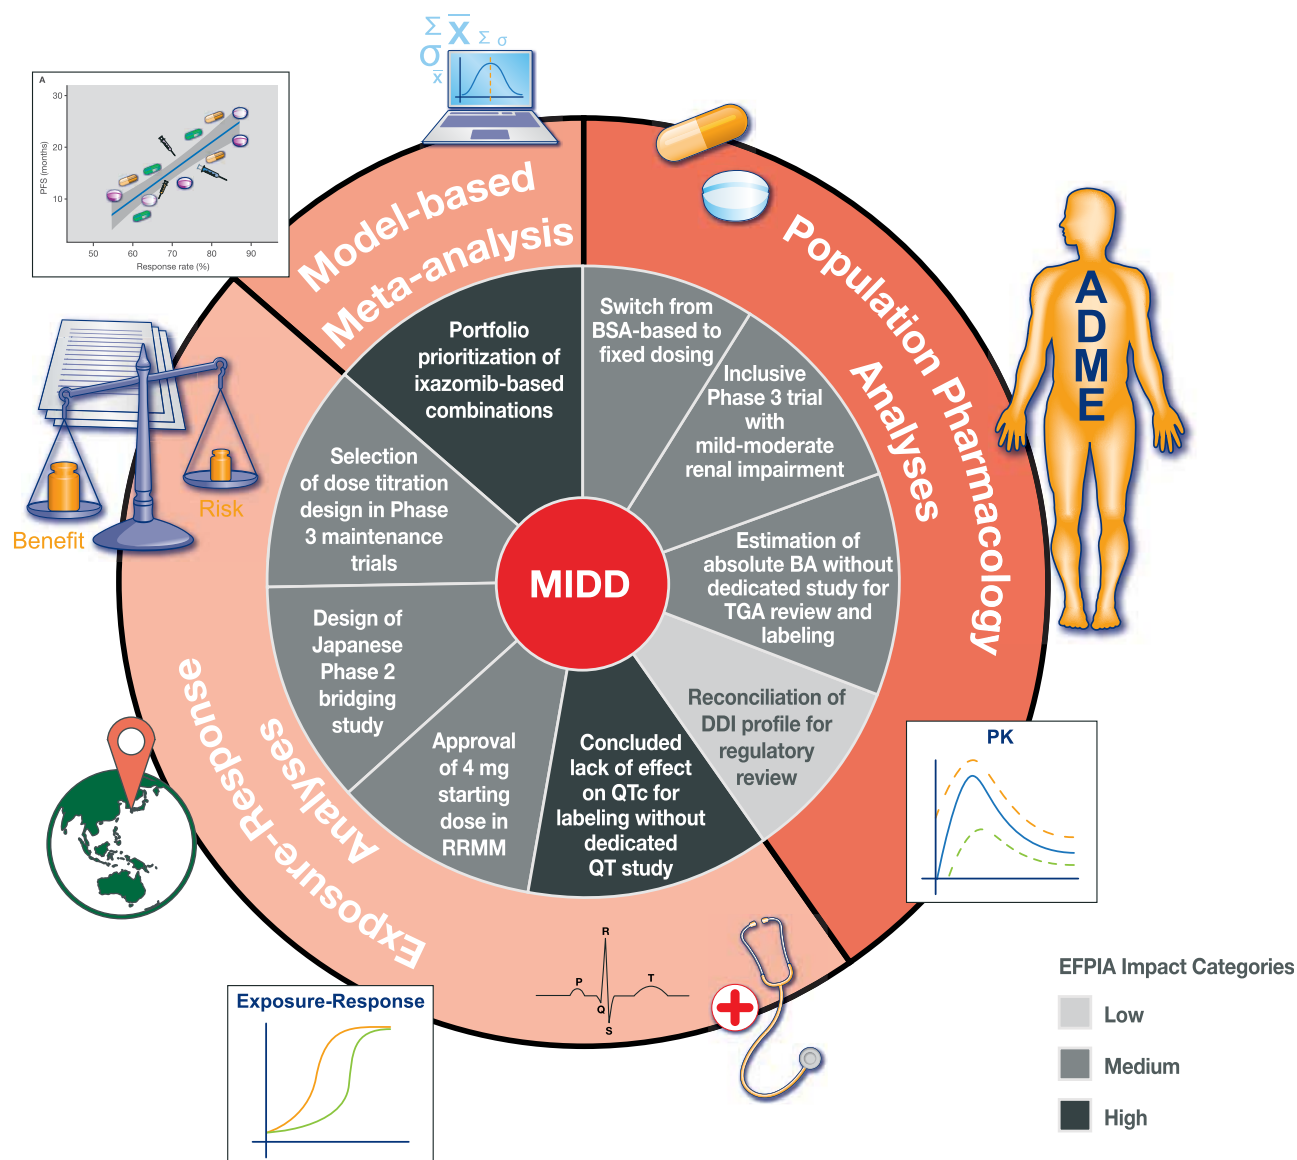 Σ X̄ Σ σ
σ
x̄
A
30
20
10
PFS (months)
50 60 70 80 90
Response rate (%)
Model-based
Meta-analysis
Population Pharmacology
Analyses
Exposure-Response
Analyses
Portfolio
prioritization of
ixazomib-based
combinations
Switch from
BSA-based to
fixed dosing
Inclusive
Phase 3 trial
with
mild-moderate
renal impairment
Estimation of
absolute BA without
dedicated study for
TGA review and
labeling
Reconciliation of
DDI profile for
regulatory
review
Concluded
lack of effect
on QTc for
labeling without
dedicated
QT study
Approval
of 4 mg
starting
dose in
RRMM
Design of
Japanese
Phase 2
bridging
study
Selection
of dose titration
design in Phase
3 maintenance
trials
MIDD
A
D
M
E
Risk
Benefit
PK
R
P
T
Q
S
Exposure-Response
EFPIA Impact Categories
Low
Medium
High